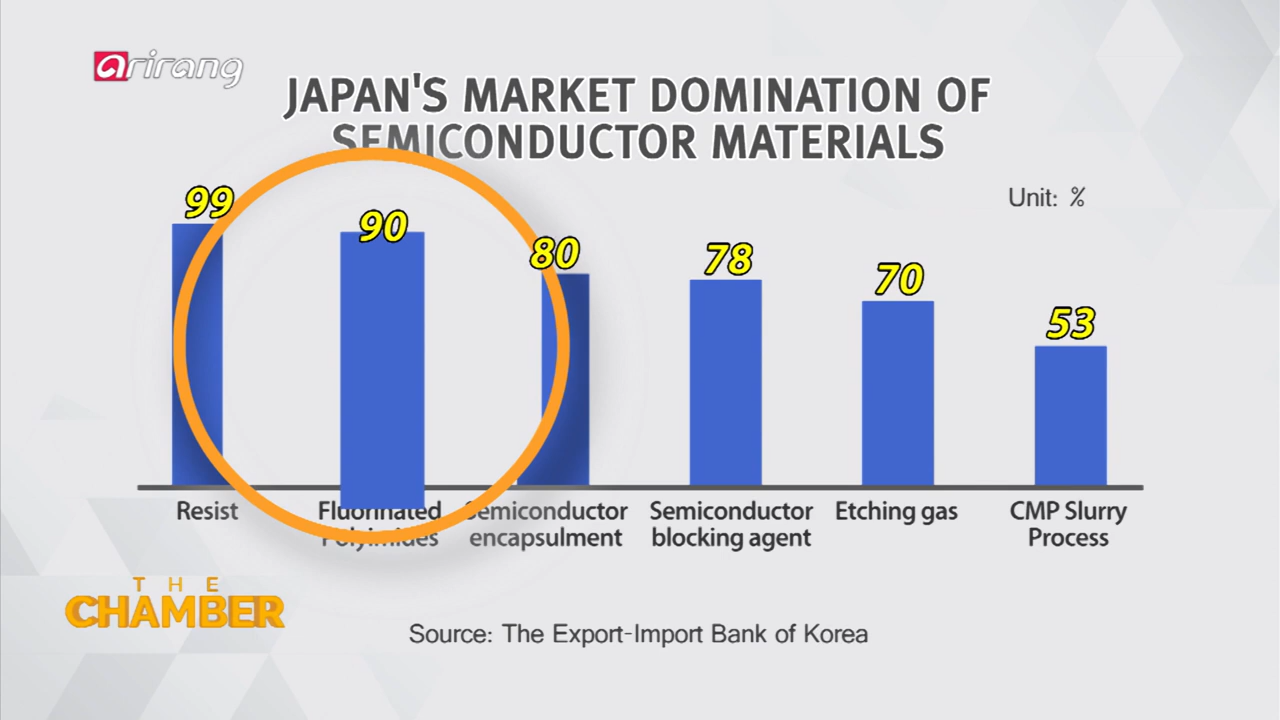 arirang
JAPAN'S MARKET DOMINATION OF
SEMICONDUCTOR MATERIALS
Unit: %
99
90
80
78
70
53
Resist
Fluorinated
Polyimides
Semiconductor
encapsulment
Semiconductor
blocking agent
Etching gas
CMP Slurry
Process
THE
CHAMBER
Source: The Export-Import Bank of Korea